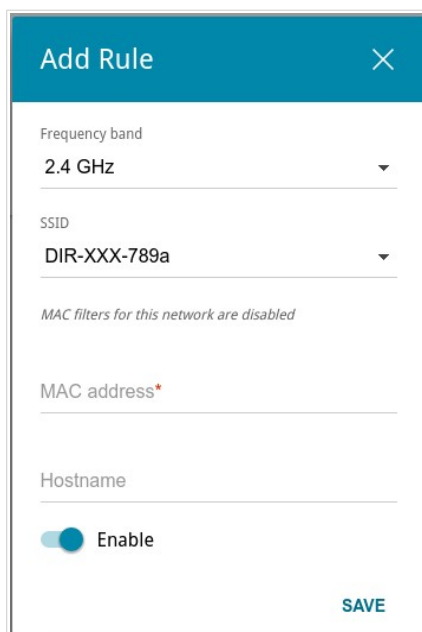 Add Rule
Frequency band
2.4 GHz
SSID
DIR-XXX-789a
MAC filters for this network are disabled
MAC address*
Hostname
Enable
SAVE